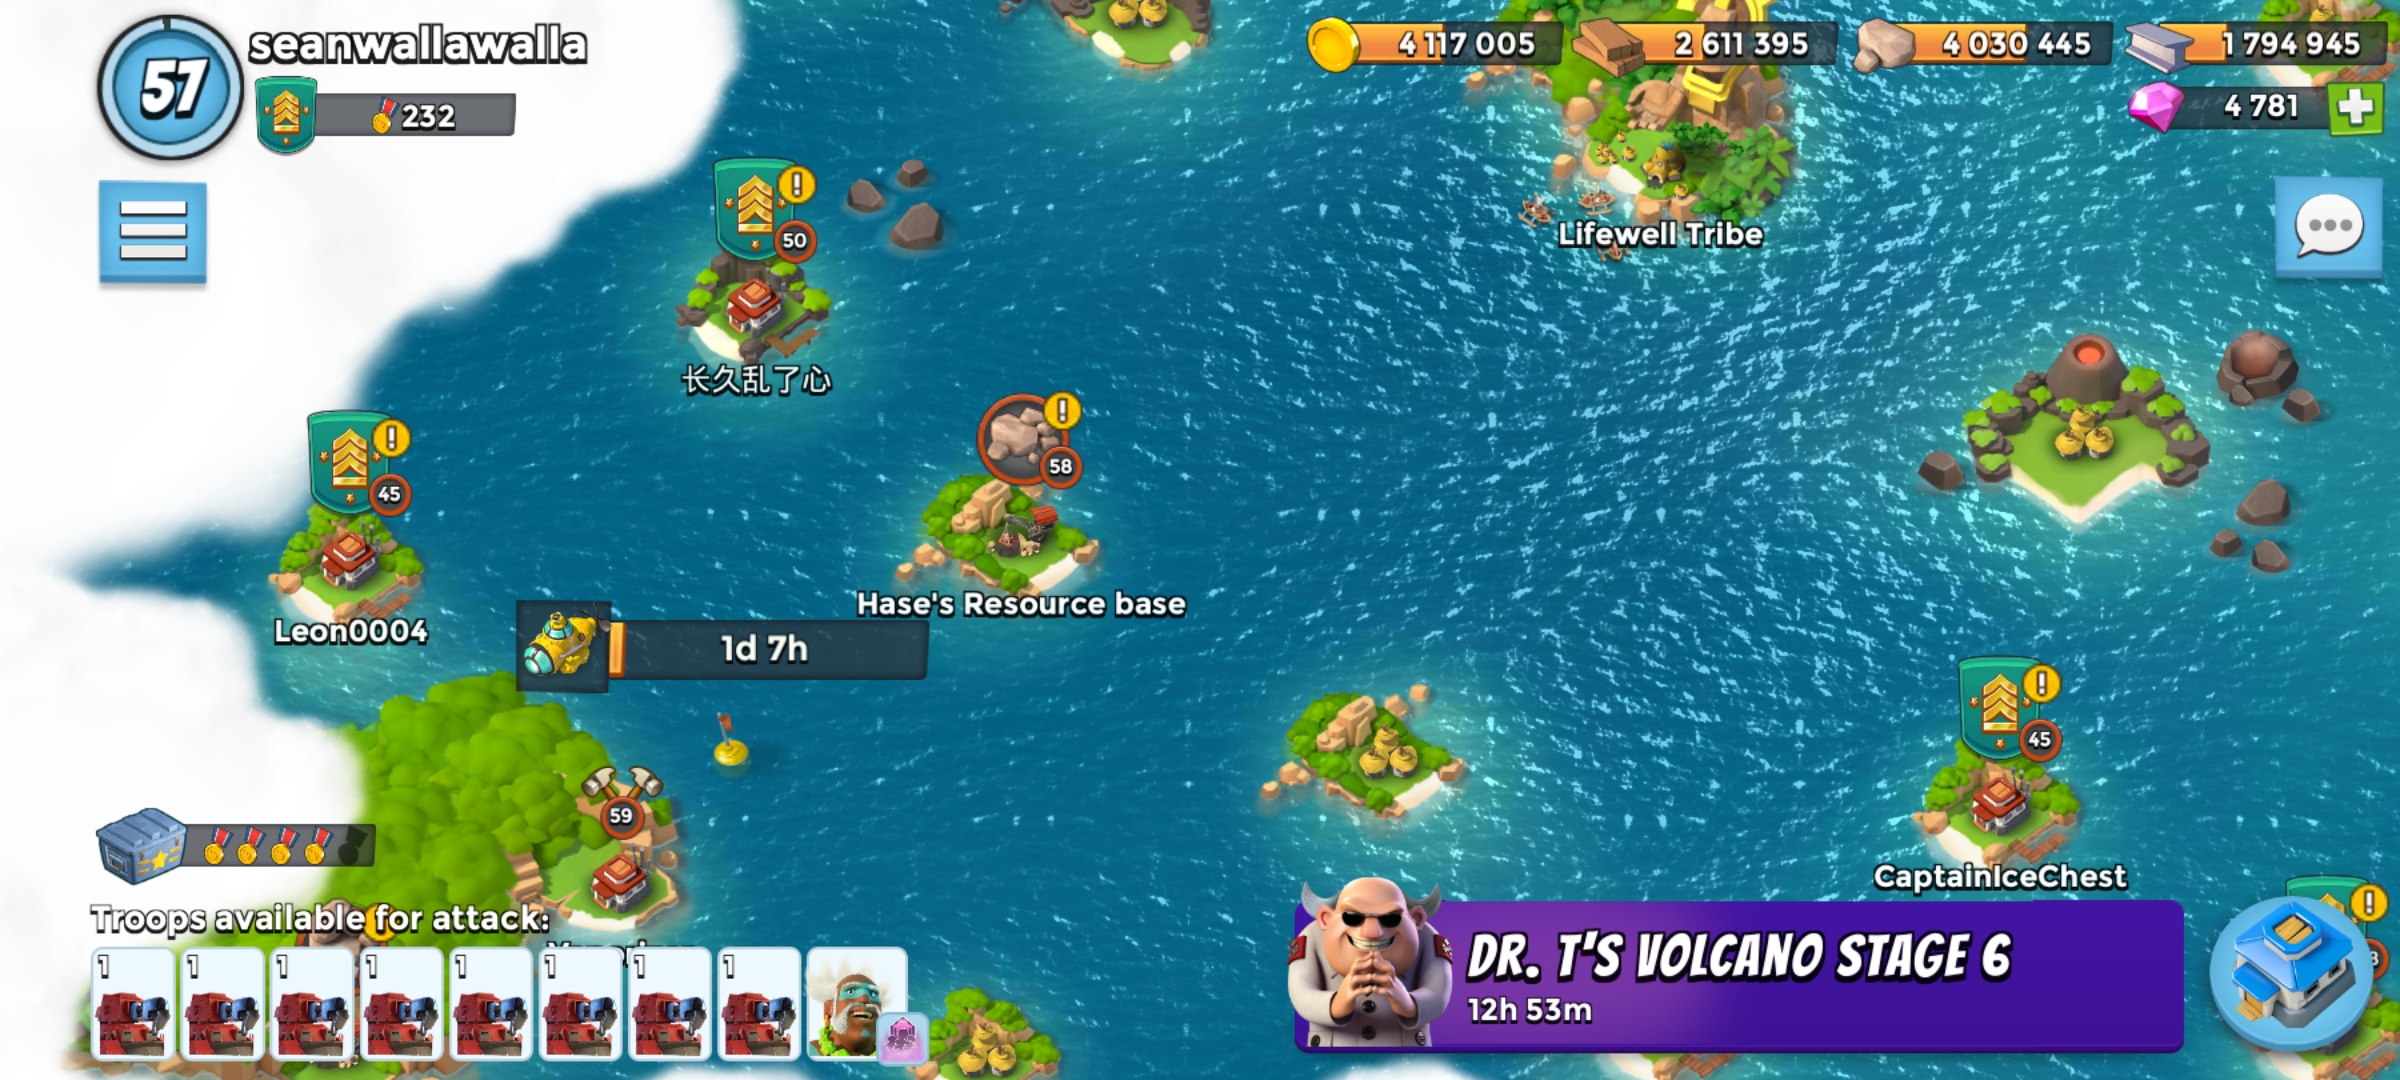 57
seanwallawalla
232
4 117 005
2 611 395
4 030 445
1 794 945
4 781
50
长久乱了心
Lifewell Tribe
45
Leon0004
58
Hase's Resource base
1d 7h
45
CaptainIceChest
59
Troops available for attack:
1 1 1 1 1 1 1 1
DR. T'S VOLCANO STAGE 6
12h 53m